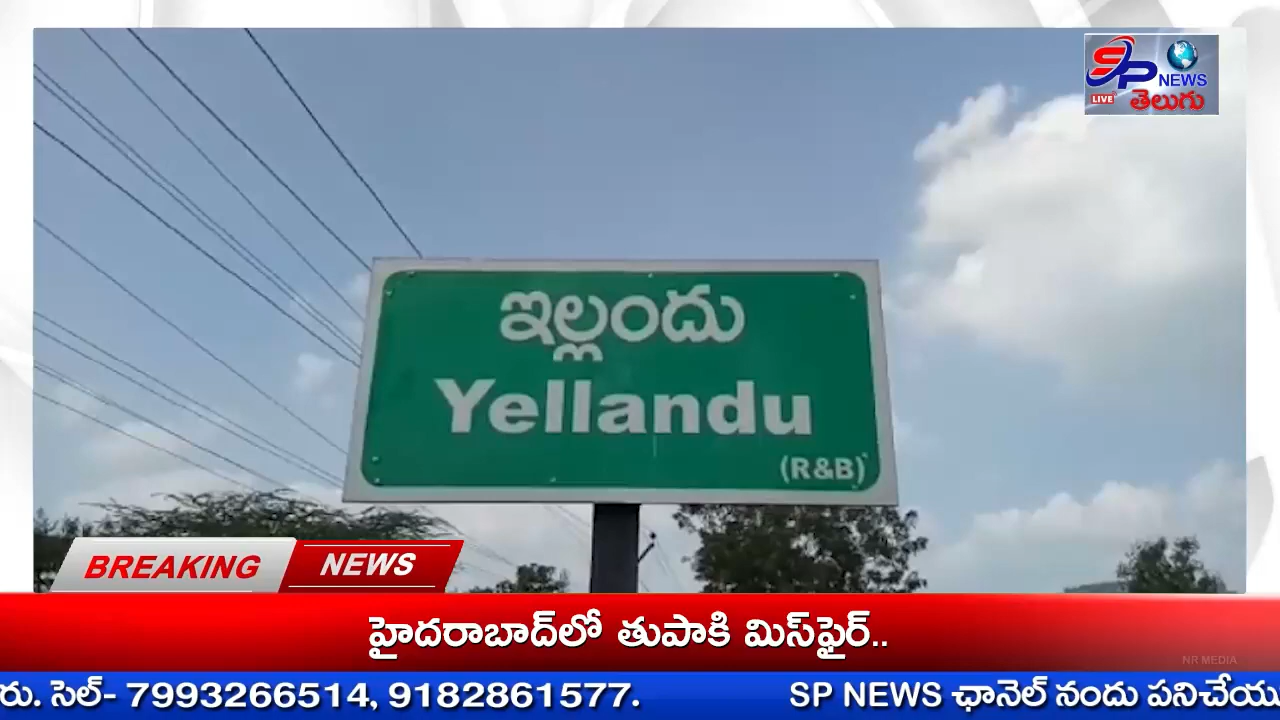 SP NEWS
LIVE తెలుగు
ఇల్లందు
Yellandu
(R&B)
BREAKING NEWS
హైదరాబాద్‌లో తుపాకి మిస్‌ఫైర్..
NR MEDIA
రు. సెల్- 7993266514, 9182861577. SP NEWS ఛానెల్ నందు పనిచేయు